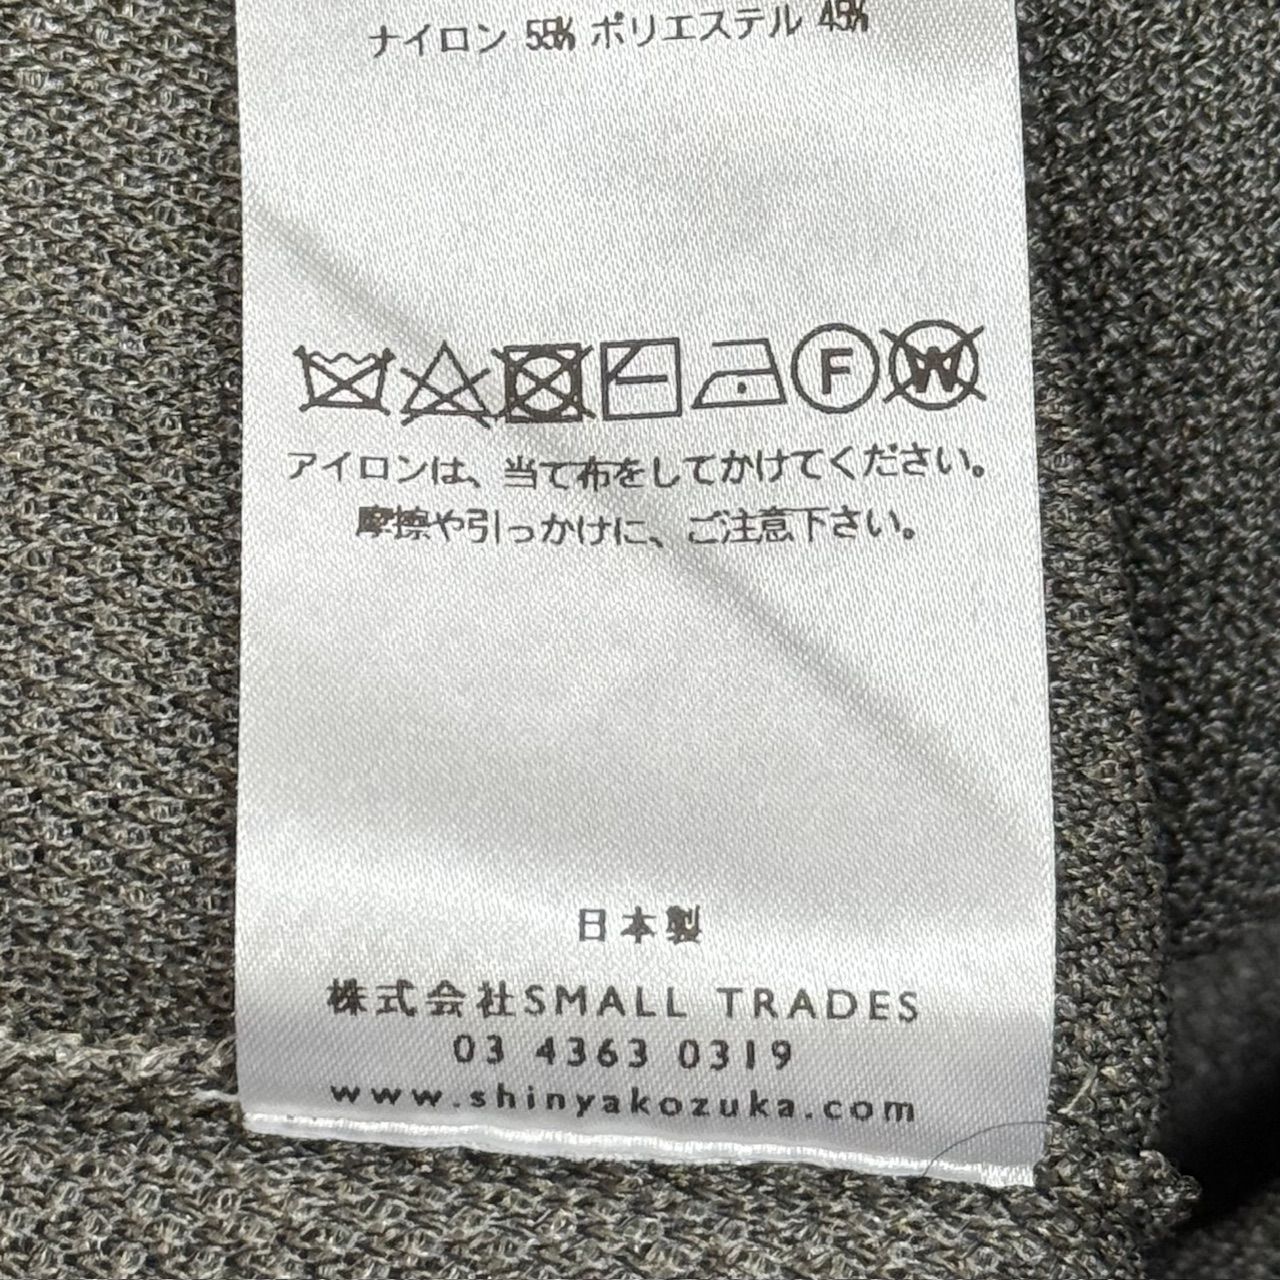 ナイロン 55% ポリエステル 45%
F W
アイロンは、当て布をしてかけてください。
摩擦や引っかけに、ご注意下さい。
日本製
株式会社SMALL TRADES
03 4363 0319
www.shinyakozuka.com